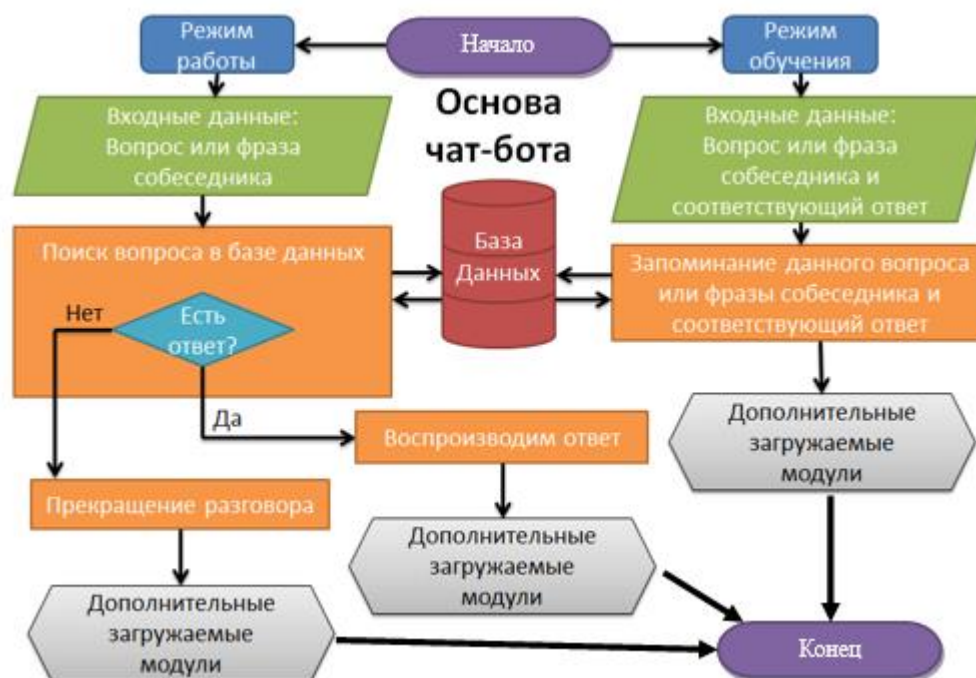 Режим
работы
Начало
Режим
обучения
Основа
чат-бота
Входные данные:
Вопрос или фраза
собеседника
Входные данные:
Вопрос или фраза
собеседника и
соответствующий ответ
Поиск вопроса в базе данных
База
Данных
Запоминание данного вопроса
или фразы собеседника и
соответствующий ответ
Нет
Есть
ответ?
Да
Воспроизводим ответ
Дополнительные
загружаемые
модули
Прекращение разговора
Дополнительные
загружаемые
модули
Дополнительные
загружаемые
модули
Конец